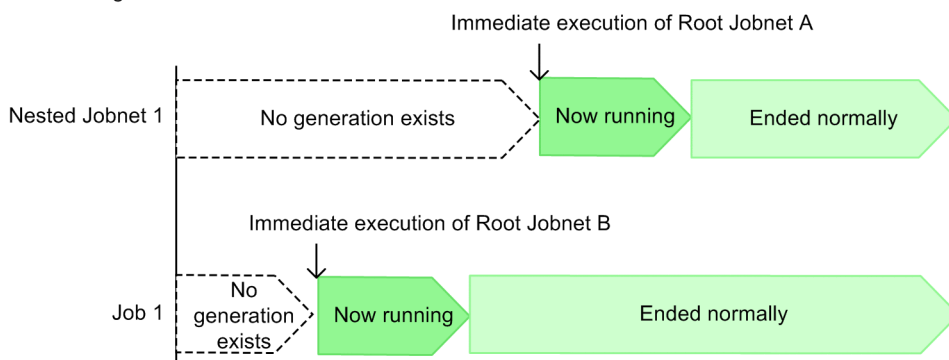 Immediate execution of Root Jobnet A
Nested Jobnet 1
No generation exists
Now running
Ended normally
Immediate execution of Root Jobnet B
Job 1
No
generation
exists
Now running
Ended normally